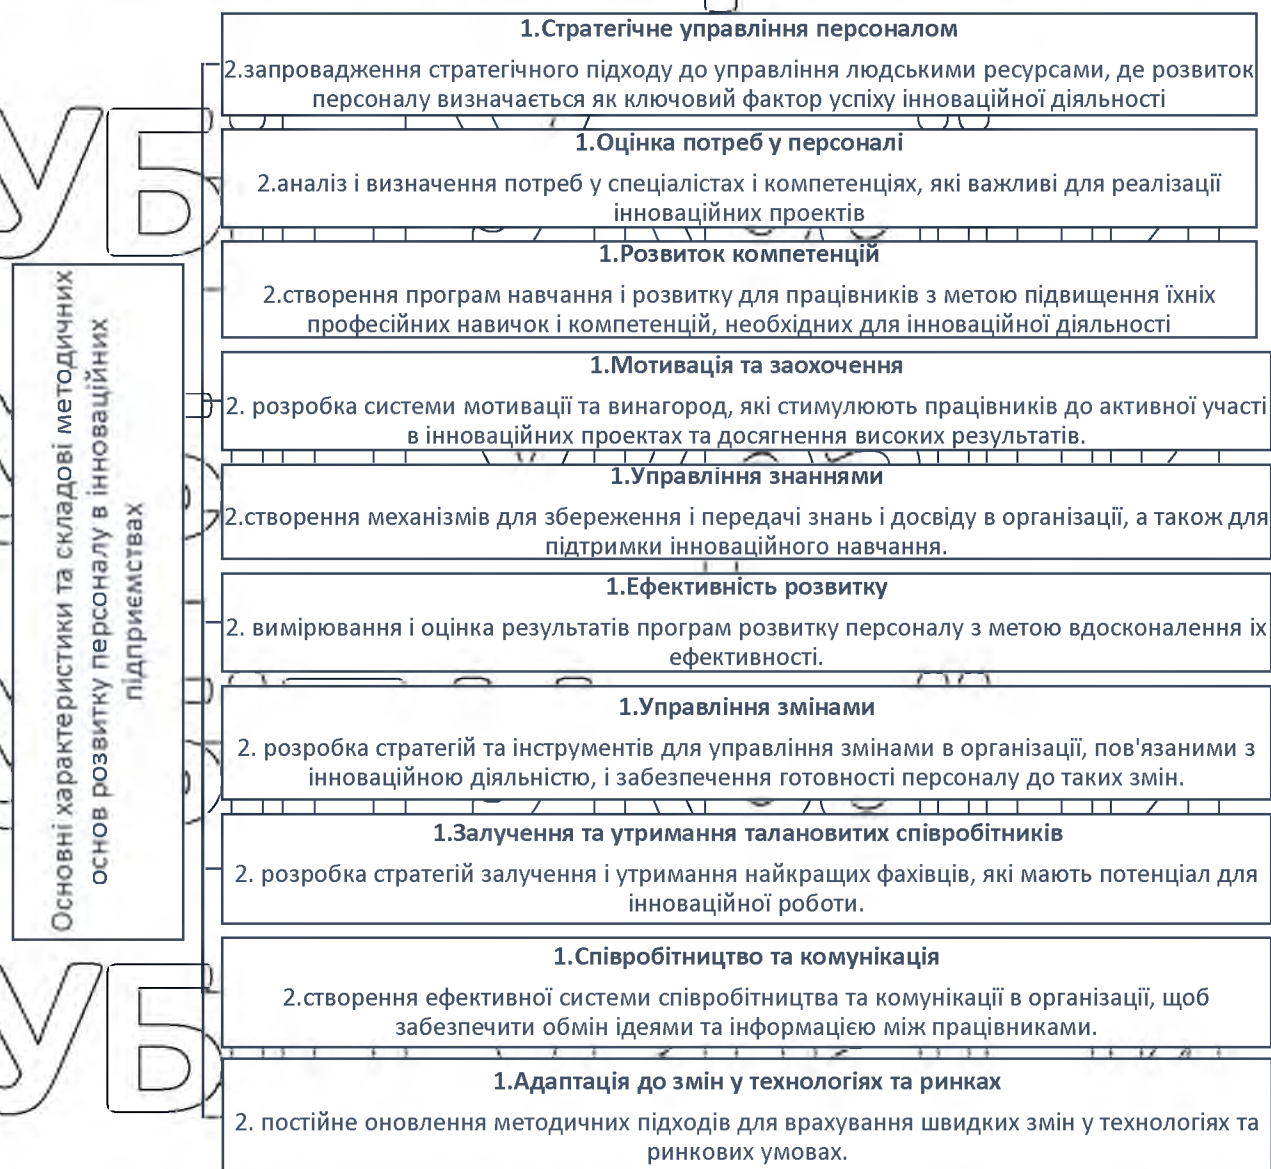 Основні характеристики та складові методичних
основ розвитку персоналу в інноваційних
підприємствах
1.Стратегічне управління персоналом
2.запровадження стратегічного підходу до управління людськими ресурсами, де розвиток
персоналу визначається як ключовий фактор успіху інноваційної діяльності
1.Оцінка потреб у персоналі
2.аналіз і визначення потреб у спеціалістах і компетенціях, які важливі для реалізації
інноваційних проектів
1.Розвиток компетенцій
2.створення програм навчання і розвитку для працівників з метою підвищення їхніх
професійних навичок і компетенцій, необхідних для інноваційної діяльності
1.Мотивація та заохочення
2. розробка системи мотивації та винагород, які стимулюють працівників до активної участі
в інноваційних проектах та досягнення високих результатів.
1.Управління знаннями
2.створення механізмів для збереження і передачі знань і досвіду в організації, а також для
підтримки інноваційного навчання.
1.Ефективність розвитку
2. вимірювання і оцінка результатів програм розвитку персоналу з метою вдосконалення їх
ефективності.
1.Управління змінами
2. розробка стратегій та інструментів для управління змінами в організації, пов'язаними з
інноваційною діяльністю, і забезпечення готовності персоналу до таких змін.
1.Залучення та утримання талановитих співробітників
2. розробка стратегій залучення і утримання найкращих фахівців, які мають потенціал для
інноваційної роботи.
1.Співробітництво та комунікація
2.створення ефективної системи співробітництва та комунікації в організації, щоб
забезпечити обмін ідеями та інформацією між працівниками.
1.Адаптація до змін у технологіях та ринках
2. постійне оновлення методичних підходів для врахування швидких змін у технологіях та
ринкових умовах.